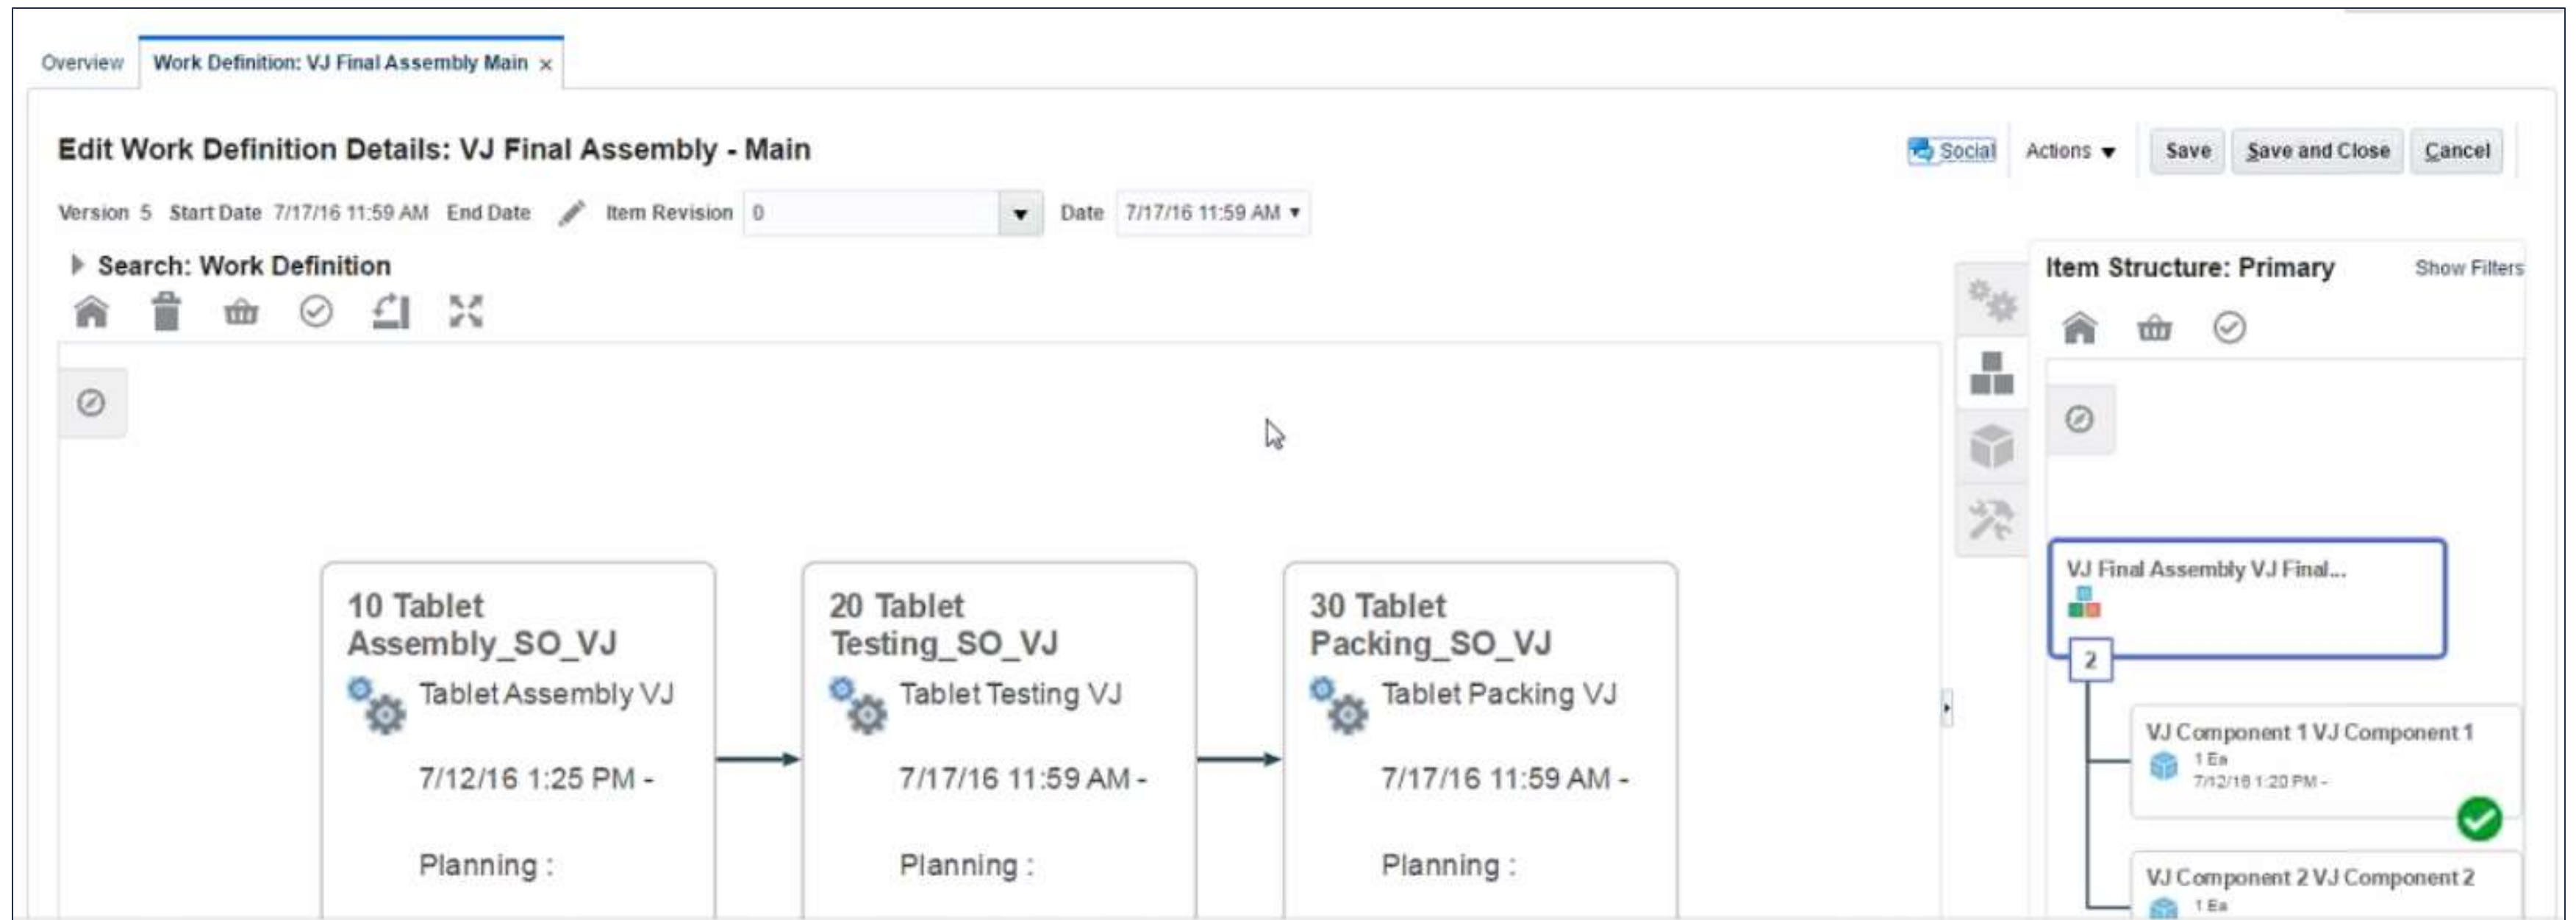 Overview
Work Definition: VJ Final Assembly Main ×
Edit Work Definition Details: VJ Final Assembly - Main
Social Actions Save Save and Close Cancel
Version 5 Start Date 7/17/16 11:59 AM End Date Item Revision 0 Date 7/17/16 11:59 AM
Search: Work Definition
10 Tablet
Assembly_SO_VJ
Tablet Assembly VJ
7/12/16 1:25 PM -
Planning :
20 Tablet
Testing_SO_VJ
Tablet Testing VJ
7/17/16 11:59 AM -
Planning :
30 Tablet
Packing_SO_VJ
Tablet Packing VJ
7/17/16 11:59 AM -
Planning :
Item Structure: Primary Show Filters
VJ Final Assembly VJ Final...
2
VJ Component 1 VJ Component 1
1 Ea
7/12/16 1:20 PM -
VJ Component 2 VJ Component 2
1 Ea